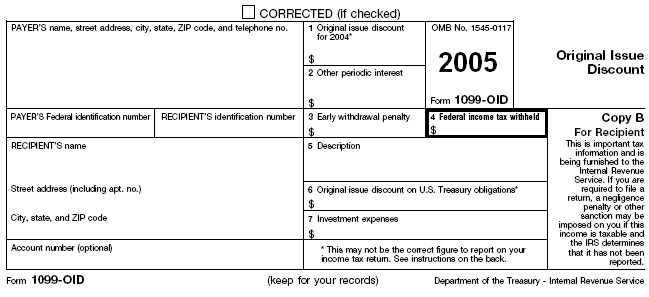 CORRECTED (if checked)
PAYER'S name, street address, city, state, ZIP code, and telephone no.
1 Original issue discount
for 2004*
$
2 Other periodic interest
$
OMB No. 1545-0117
2005
Form 1099-OID
Original Issue
Discount
PAYER'S Federal identification number
RECIPIENT'S identification number
3 Early withdrawal penalty
$
4 Federal income tax withheld
$
Copy B
For Recipient
This is important tax
information and is
being furnished to the
Internal Revenue
Service. If you are
required to file a
return, a negligence
penalty or other
sanction may be
imposed on you if this
income is taxable and
the IRS determines
that it has not been
reported.
RECIPIENT'S name
5 Description
Street address (including apt. no.)
6 Original issue discount on U.S. Treasury obligations*
$
City, state, and ZIP code
7 Investment expenses
$
Account number (optional)
* This may not be the correct figure to report on your
income tax return. See instructions on the back.
Form 1099-OID
(keep for your records)
Department of the Treasury - Internal Revenue Service